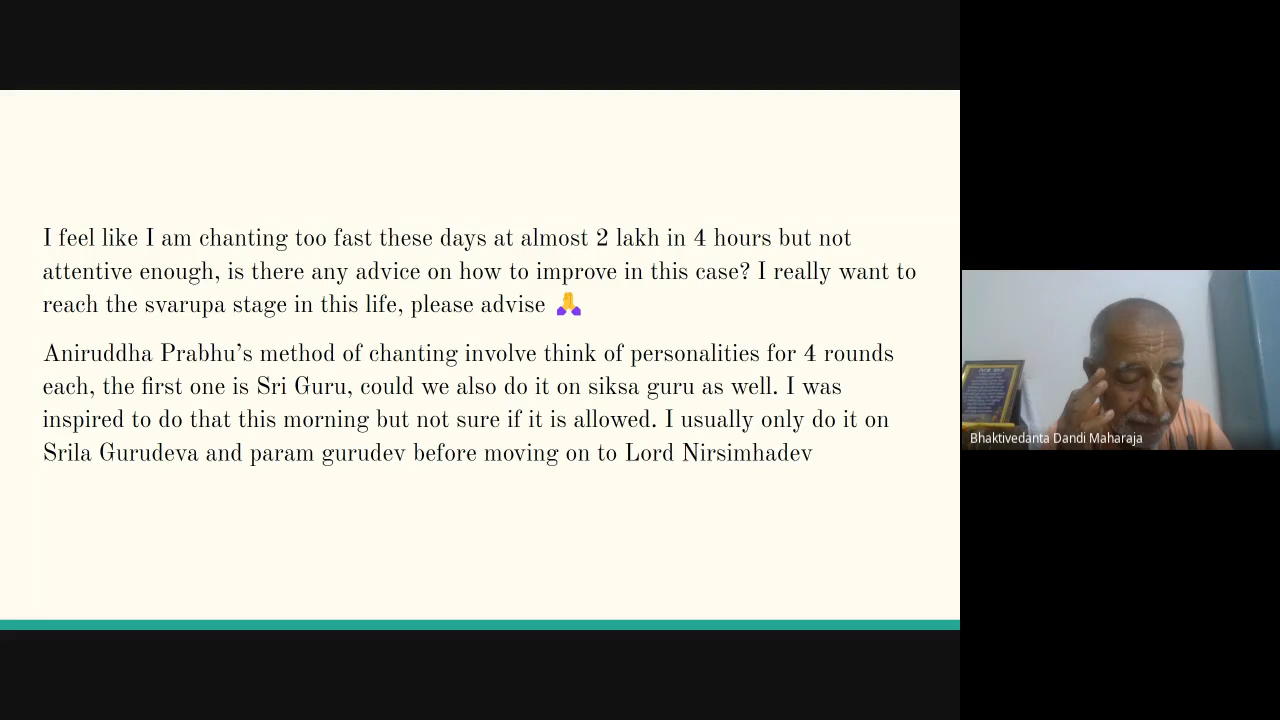 I feel like I am chanting too fast these days at almost 2 lakh in 4 hours but not
attentive enough, is there any advice on how to improve in this case? I really want to
reach the svarupa stage in this life, please advise 🙏
Aniruddha Prabhu’s method of chanting involve think of personalities for 4 rounds
each, the first one is Sri Guru, could we also do it on siksa guru as well. I was
inspired to do that this morning but not sure if it is allowed. I usually only do it on
Srila Gurudeva and param gurudev before moving on to Lord Nirsimhadev
Bhaktivedanta Dandi Maharaja